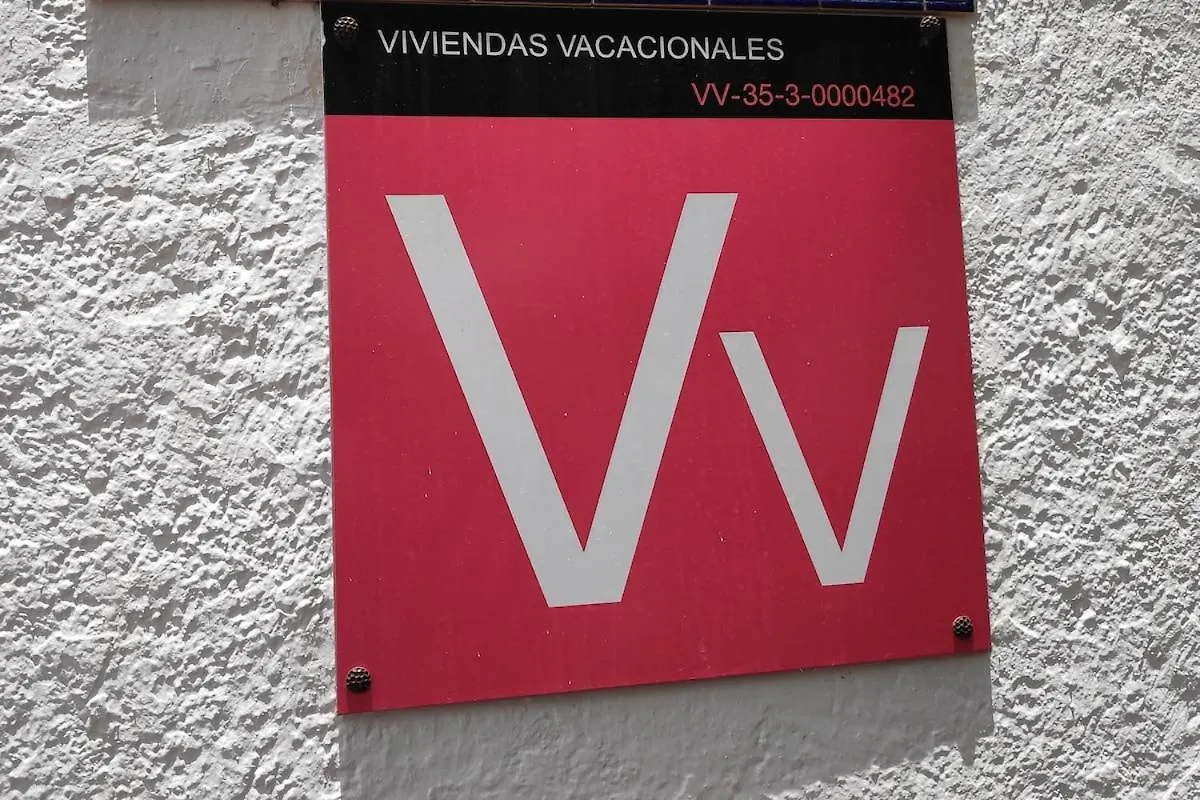 VIVIENDAS VACACIONALES
VV-35-3-0000482
Vv